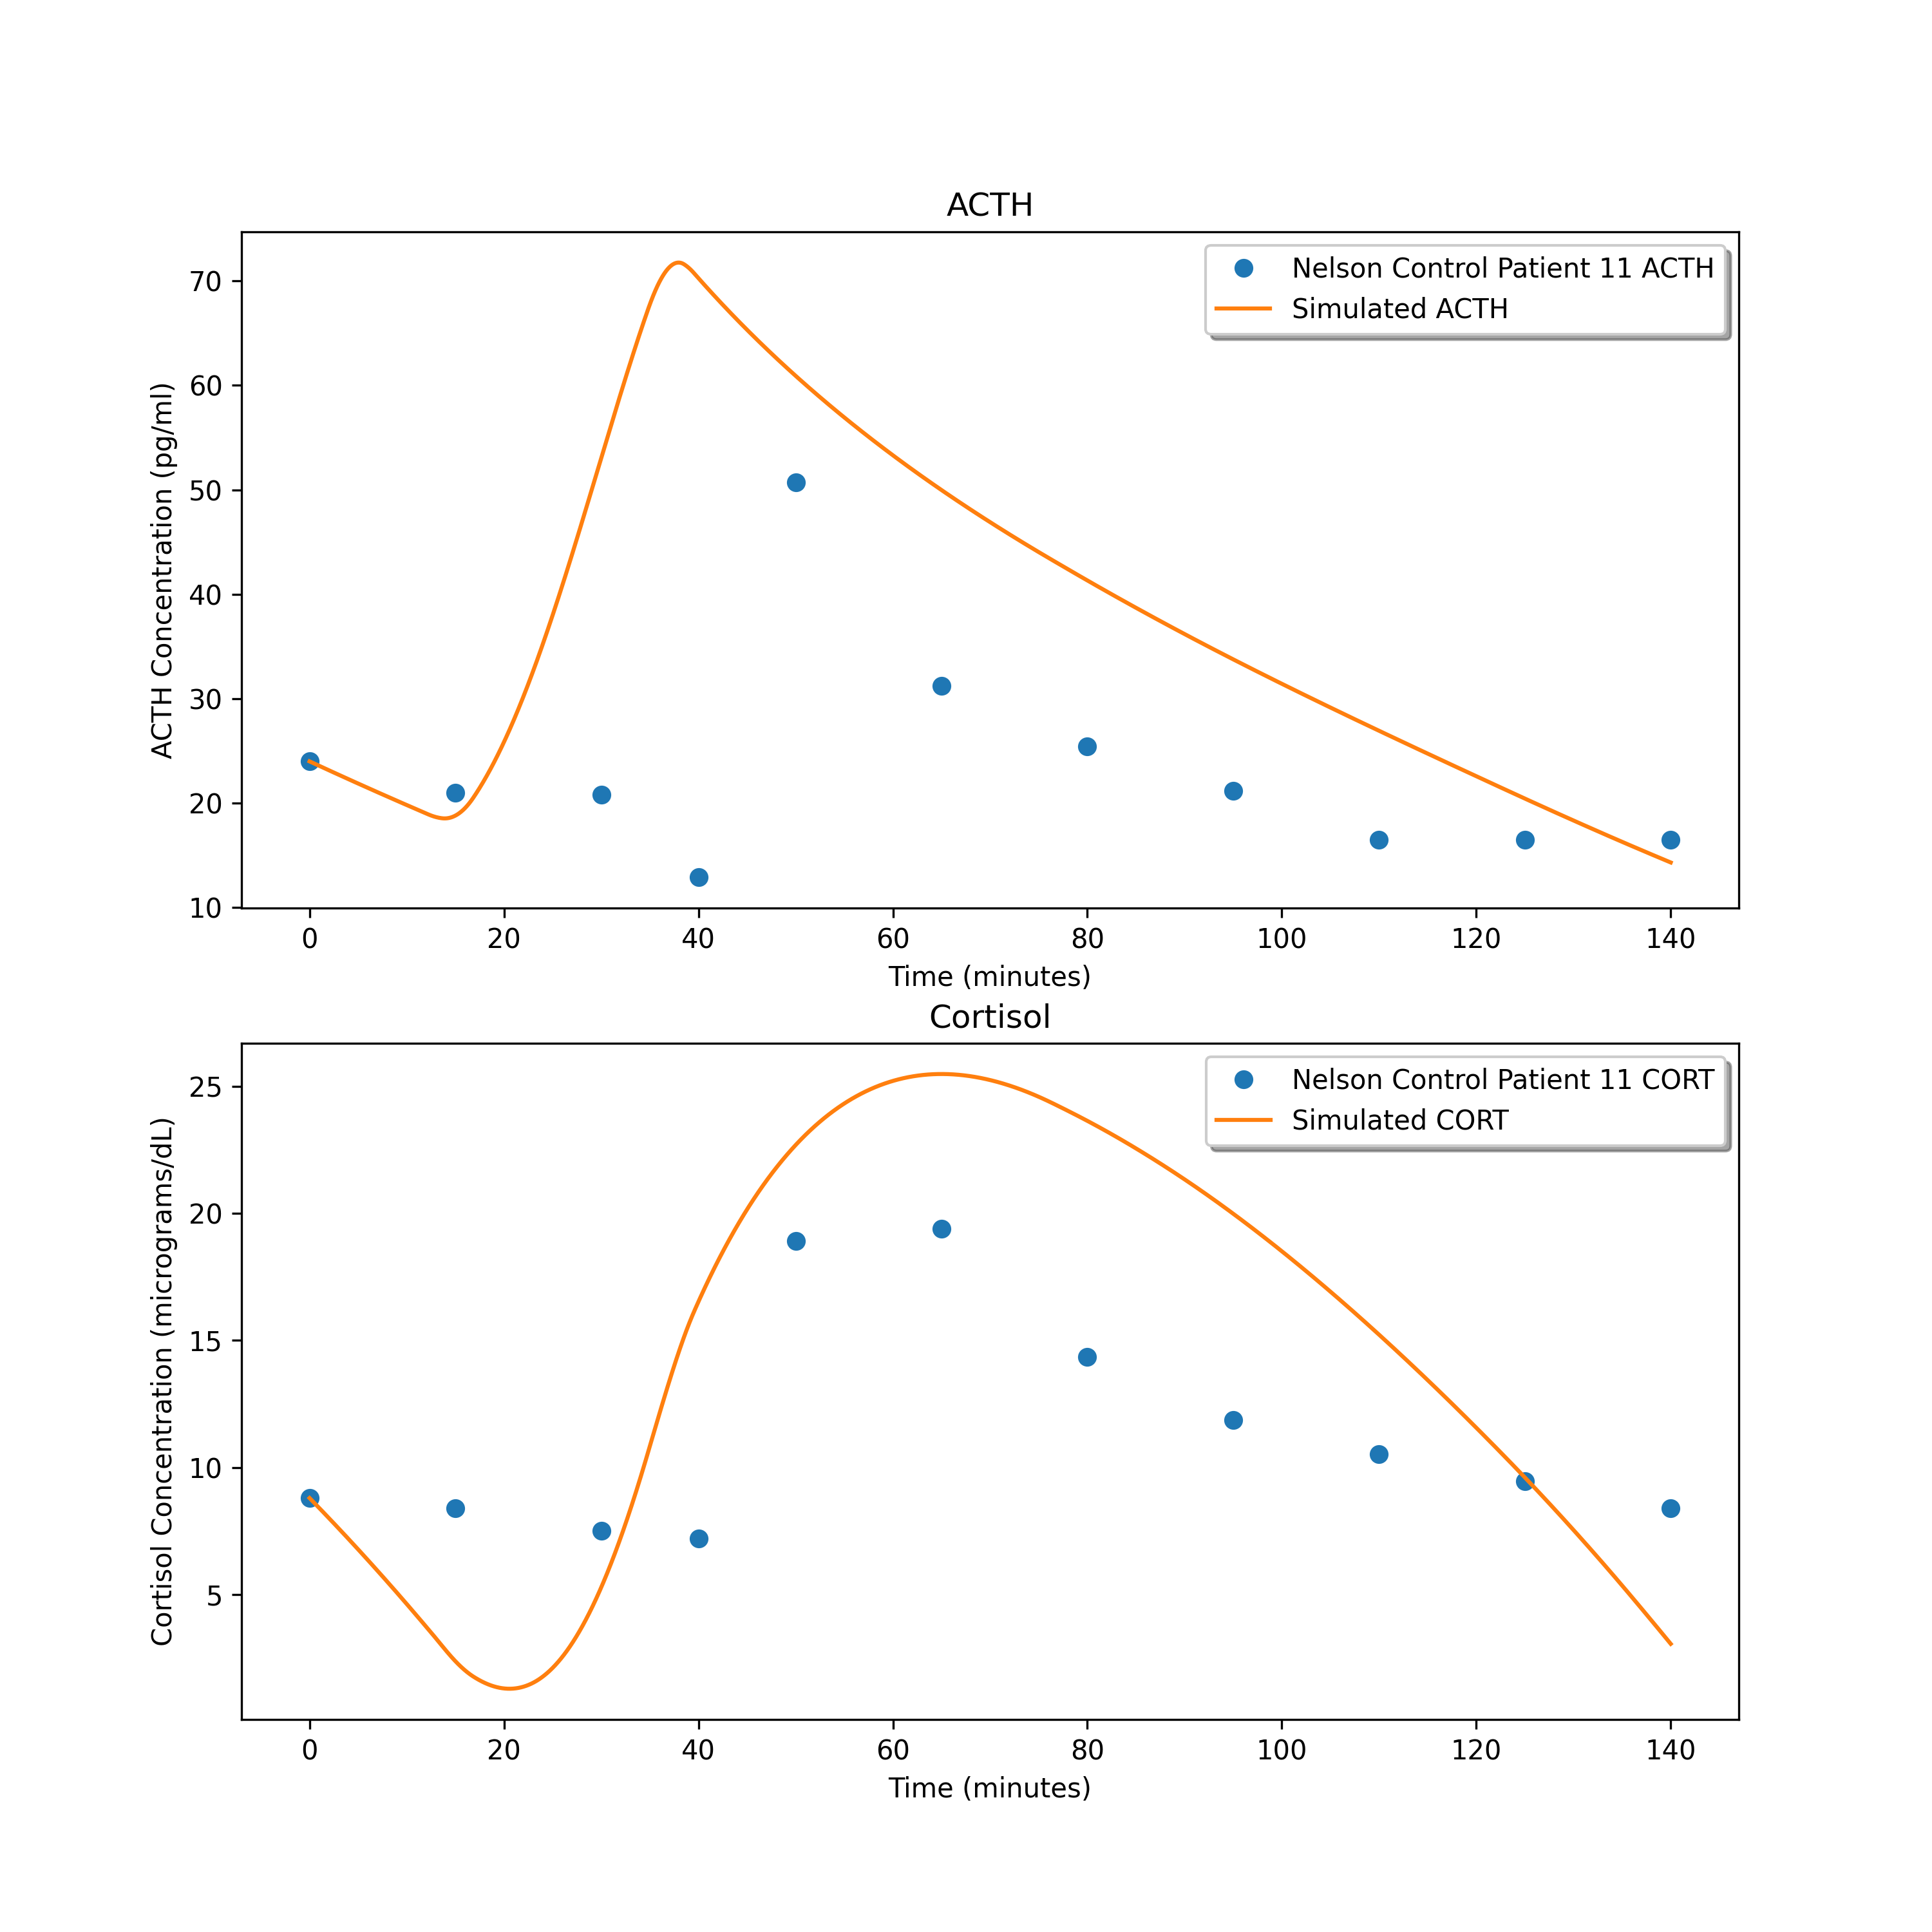 ACTH
Nelson Control Patient 11 ACTH
Simulated ACTH
ACTH Concentration (pg/ml)
70
60
50
40
30
20
10
0 20 40 60 80 100 120 140
Time (minutes)
Cortisol
Nelson Control Patient 11 CORT
Simulated CORT
Cortisol Concentration (micrograms/dL)
25
20
15
10
5
0 20 40 60 80 100 120 140
Time (minutes)